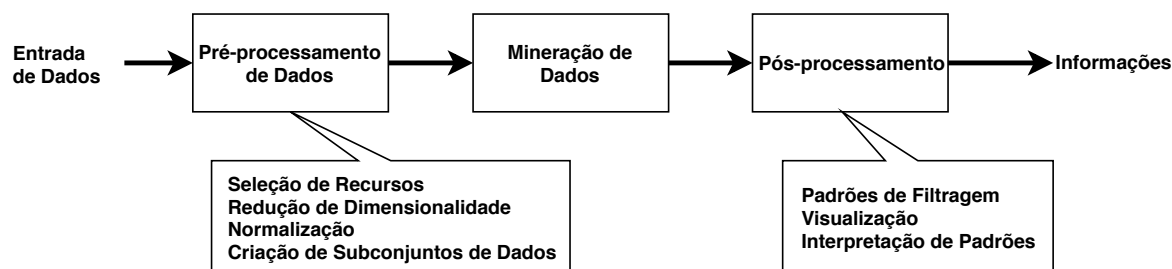 Entrada
de Dados
Pré-processamento
de Dados
Mineração de
Dados
Pós-processamento
Informações
Seleção de Recursos
Redução de Dimensionalidade
Normalização
Criação de Subconjuntos de Dados
Padrões de Filtragem
Visualização
Interpretação de Padrões